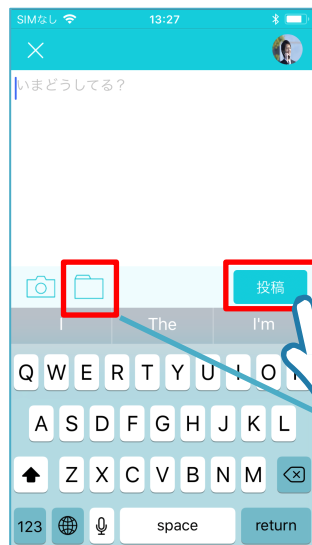 SIMなし 13:27
いまどうしてる？
投稿
I The I'm
Q W E R T Y U I O
A S D F G H J K L
Z X C V B N M
123 space return